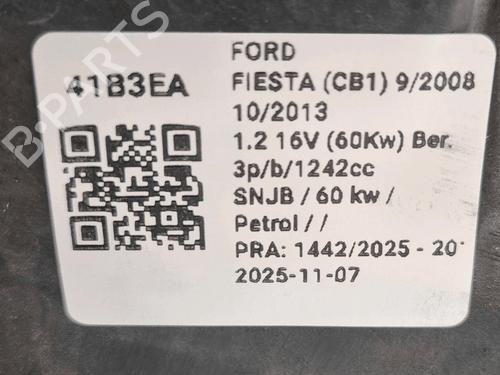 FORD
41B3EA
FIESTA (CB1) 9/2008
10/2013
1.2 16V (60Kw) Ber.
3p/b/1242cc
SNJB / 60 kw /
Petrol / /
PRA: 1442/2025 - 20
2025-11-07
B-PARTS